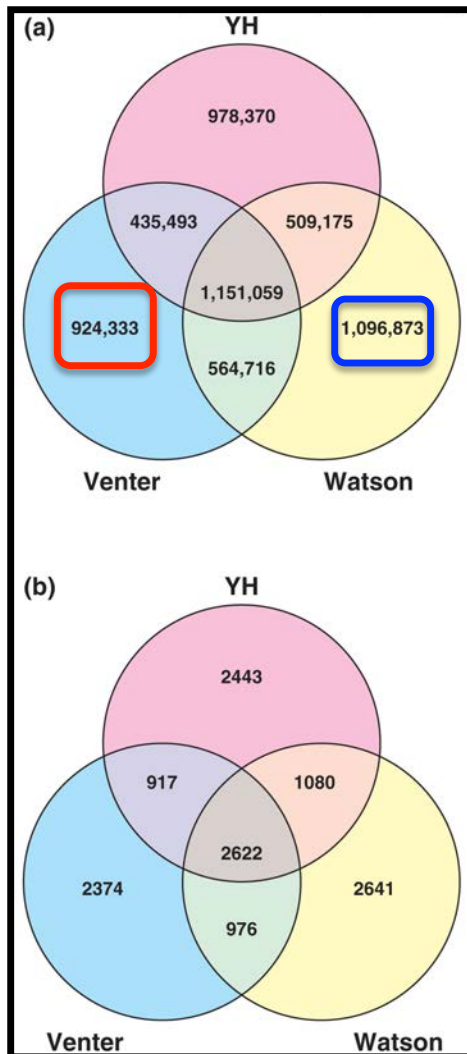 (a)
YH
978,370
435,493
509,175
1,151,059
924,333
1,096,873
564,716
Venter
Watson
(b)
YH
2443
917
1080
2622
2374
2641
976
Venter
Watson